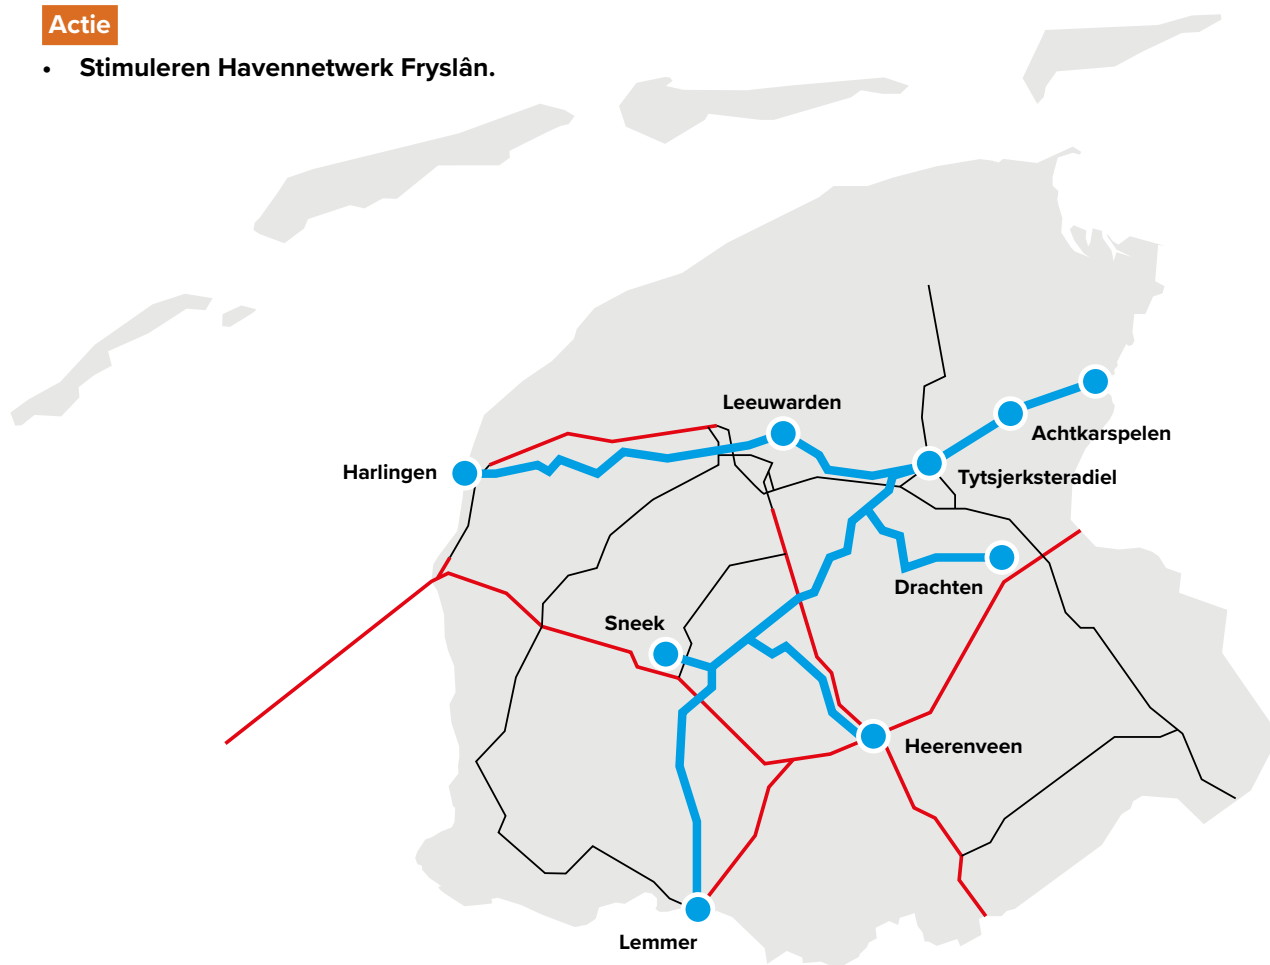 Actie
• Stimuleren Havennetwerk Fryslân.
Leeuwarden
Achtkarspelen
Harlingen
Tytsjerksteradiel
Drachten
Sneek
Heerenveen
Lemmer